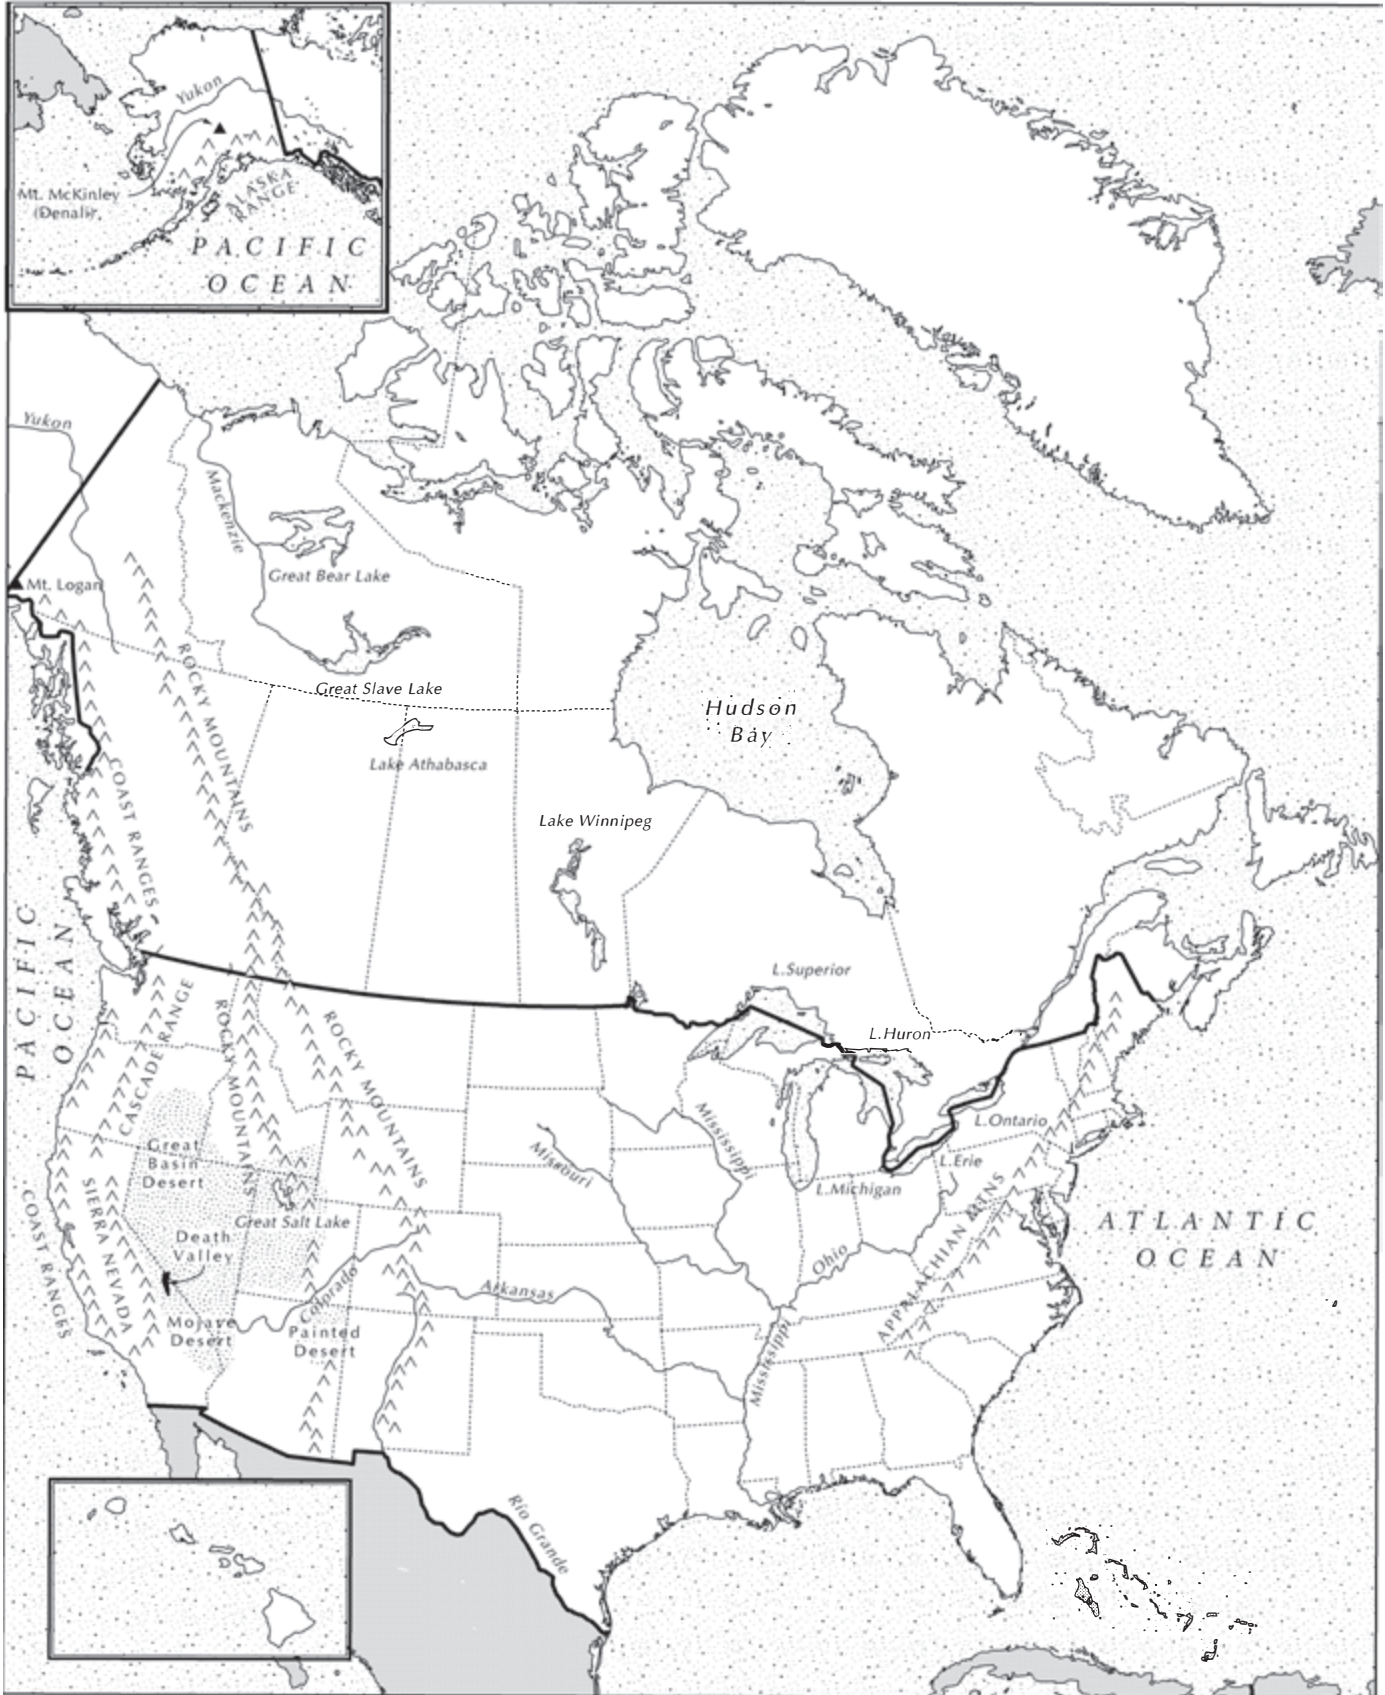 Yukon
Mt. McKinley
(Denali)
ALASKA
RANGE
PACIFIC
OCEAN
Yukon
Mackenzie
Great Bear Lake
Mt. Logan
ROCKY MOUNTAINS
Great Slave Lake
Hudson
Bay
Lake Athabasca
COAST RANGES
Lake Winnipeg
PACIFIC
OCEAN
L.Superior
L.Huron
CASCADE RANGE
ROCKY MOUNTAINS
ROCKY MOUNTAINS
Mississippi
L.Ontario
Great
Basin
Desert
Missouri
L.Erie
L.Michigan
COAST RANGES
SIERRA NEVADA
Great Salt Lake
Death
Valley
ATLANTIC
OCEAN
Ohio
APPALACHIAN MTNS
Colorado
Arkansas
Mojave
Desert
Painted
Desert
Mississippi
Rio Grande